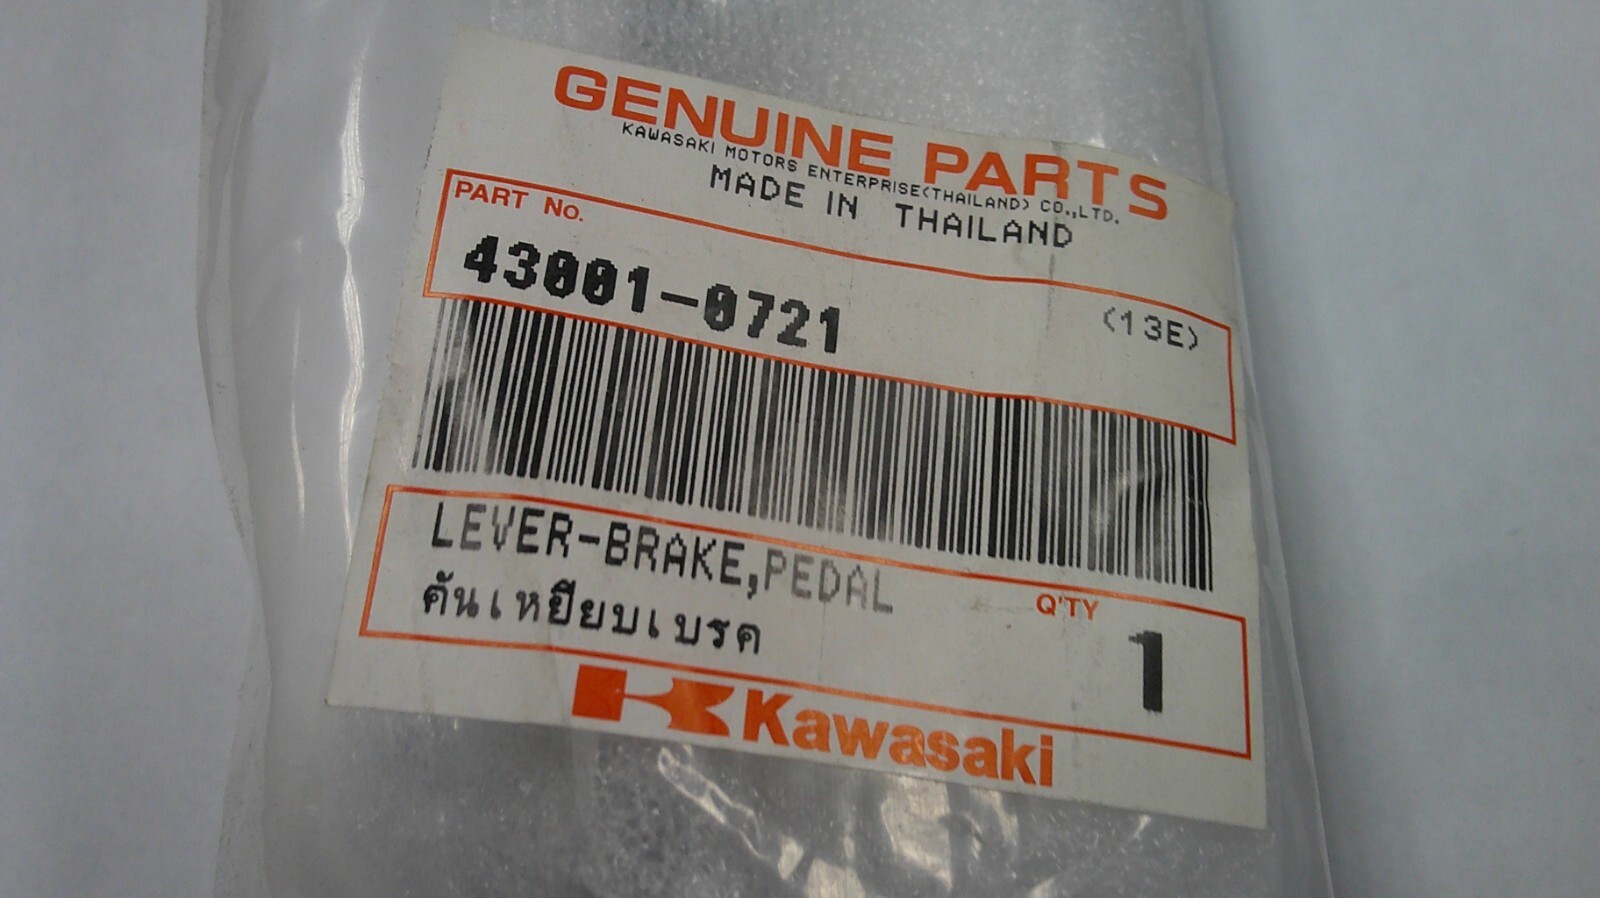 GENUINE PARTS
KAWASAKI MOTORS ENTERPRISE(THAILAND) CO.,LTD.
MADE IN THAILAND
PART No.
43001-0721 (13E)
LEVER-BRAKE,PEDAL
คันเหยียบเบรค
Q'TY 1
Kawasaki